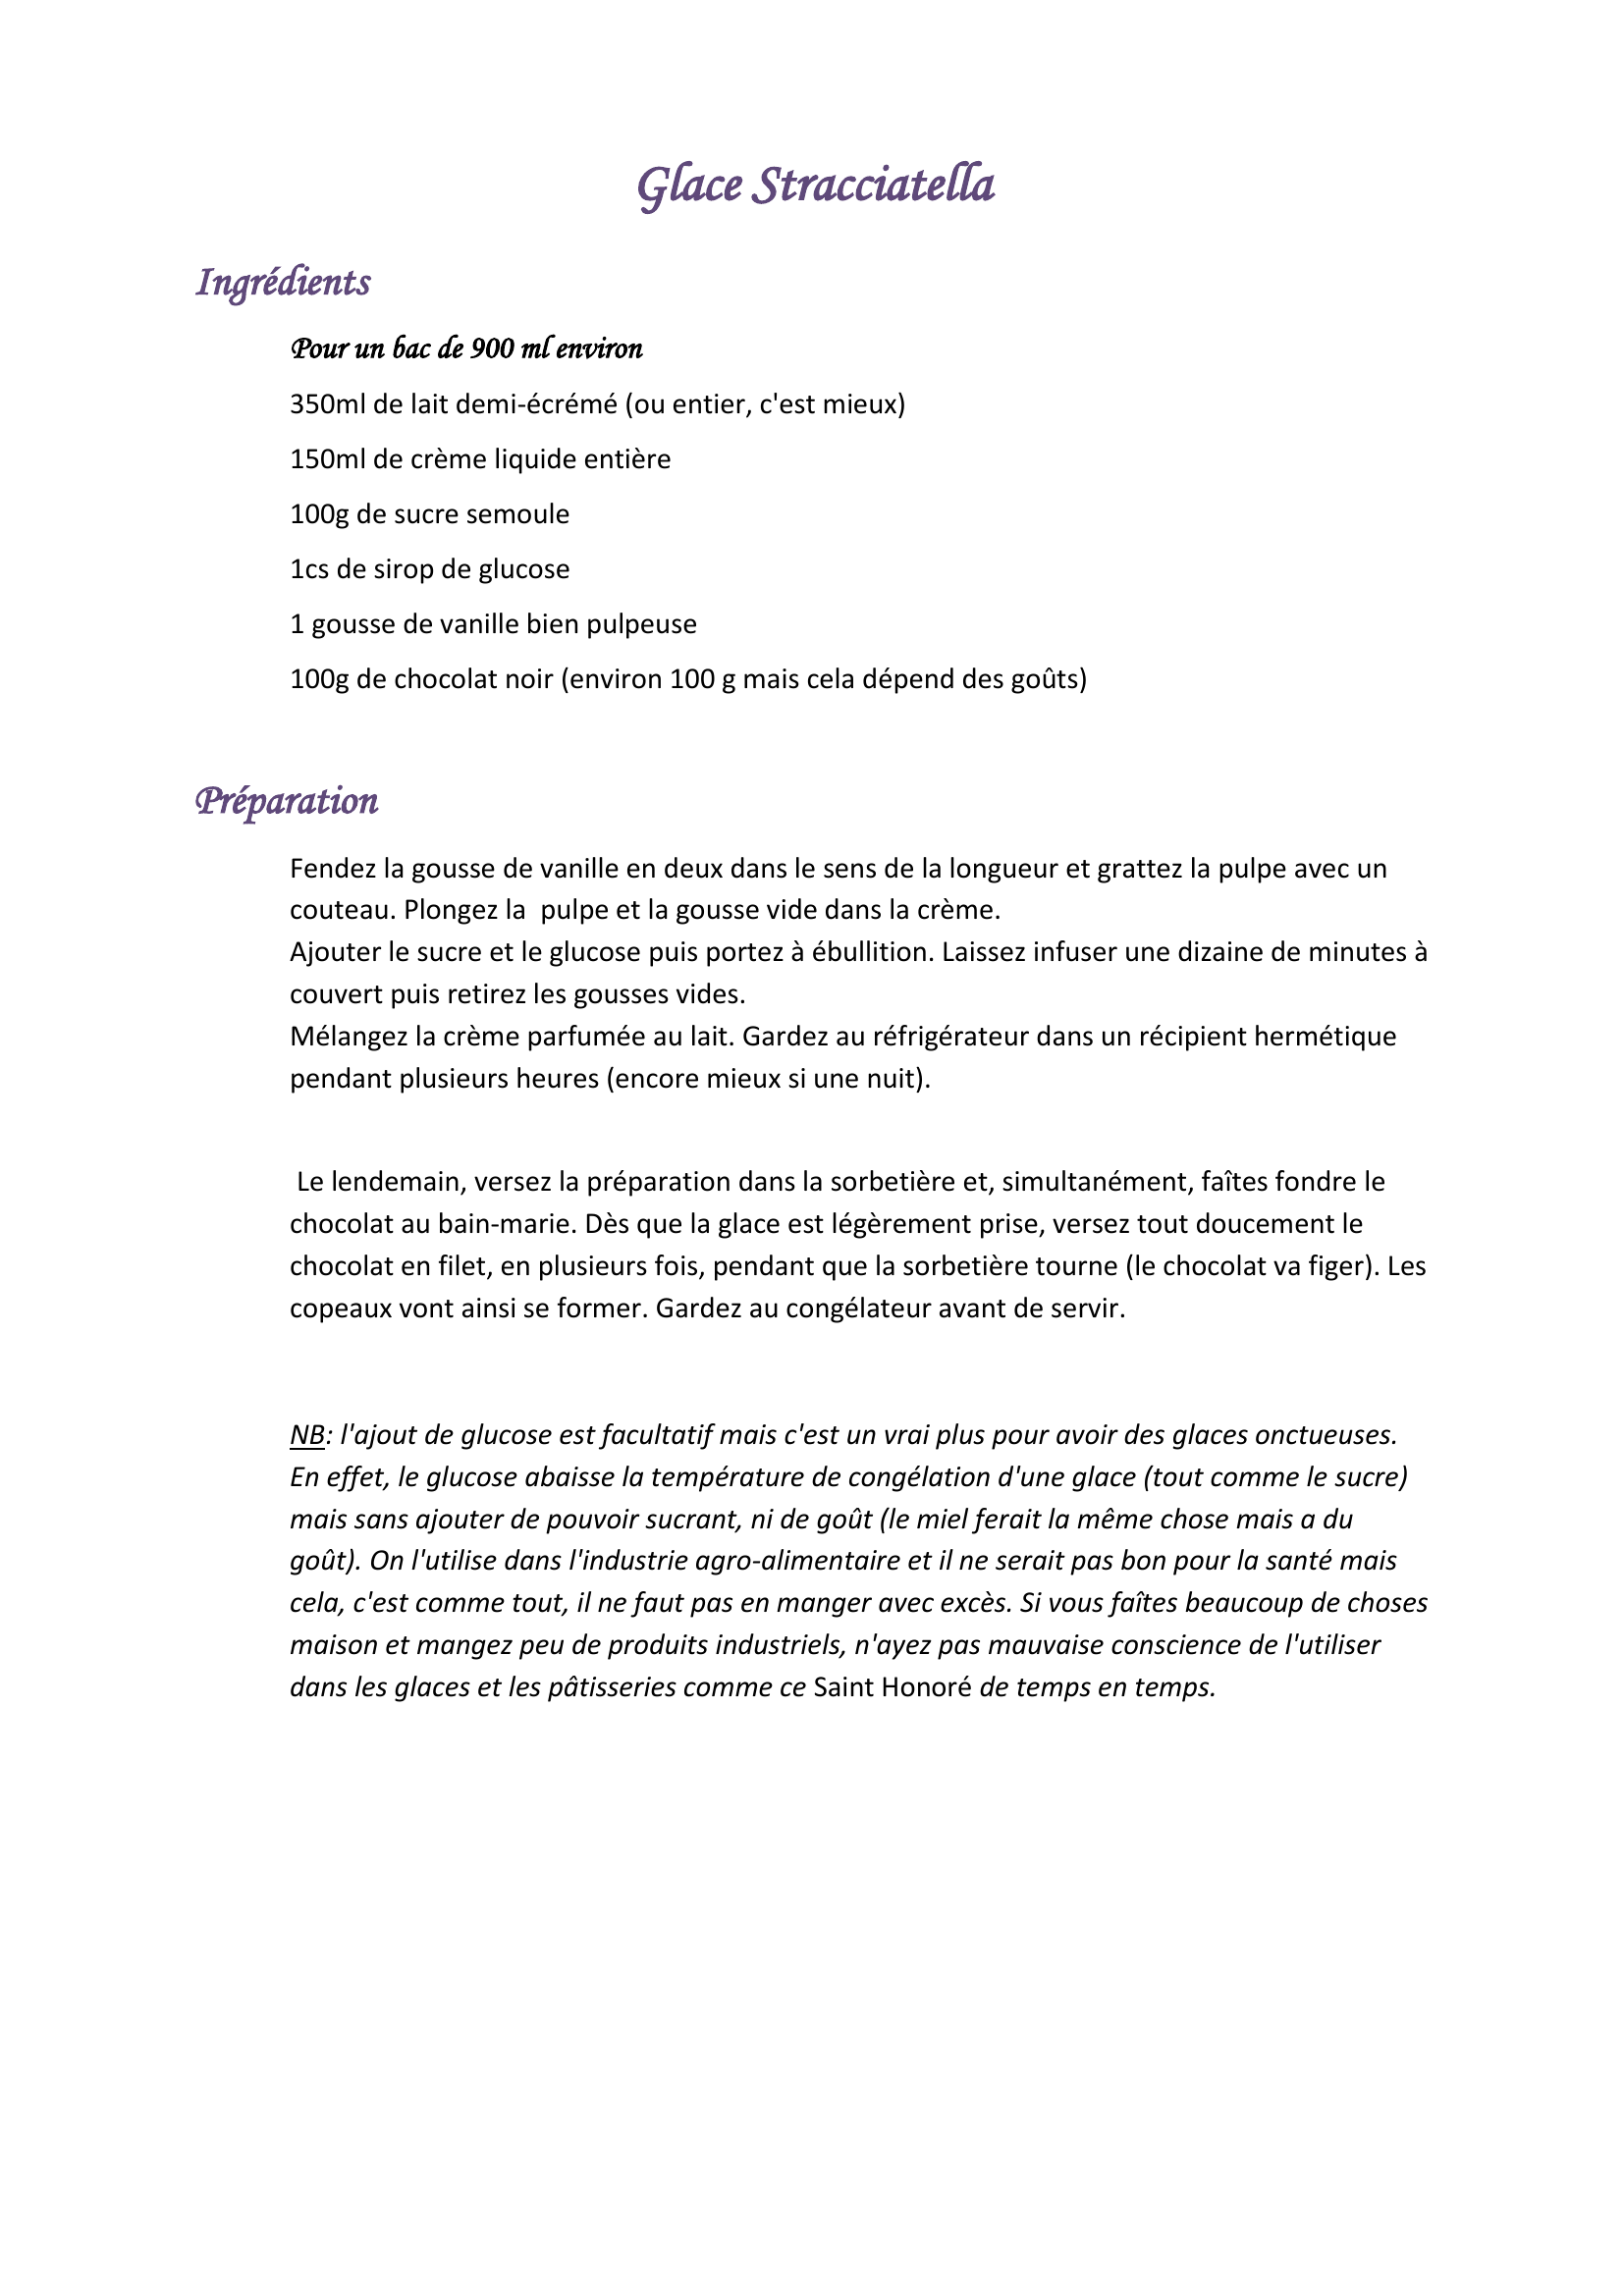 Glace Stracciatella
Ingrédients
Pour un bac de 900 ml environ
350ml de lait demi-écrémé (ou entier, c'est mieux)
150ml de crème liquide entière
100g de sucre semoule
1cs de sirop de glucose
1 gousse de vanille bien pulpeuse
100g de chocolat noir (environ 100 g mais cela dépend des goûts)
Préparation
Fendez la gousse de vanille en deux dans le sens de la longueur et grattez la pulpe avec un
couteau. Plongez la  pulpe et la gousse vide dans la crème.
Ajouter le sucre et le glucose puis portez à ébullition. Laissez infuser une dizaine de minutes à
couvert puis retirez les gousses vides.
Mélangez la crème parfumée au lait. Gardez au réfrigérateur dans un récipient hermétique
pendant plusieurs heures (encore mieux si une nuit).
Le lendemain, versez la préparation dans la sorbetière et, simultanément, faîtes fondre le
chocolat au bain-marie. Dès que la glace est légèrement prise, versez tout doucement le
chocolat en filet, en plusieurs fois, pendant que la sorbetière tourne (le chocolat va figer). Les
copeaux vont ainsi se former. Gardez au congélateur avant de servir.
NB: l'ajout de glucose est facultatif mais c'est un vrai plus pour avoir des glaces onctueuses.
En effet, le glucose abaisse la température de congélation d'une glace (tout comme le sucre)
mais sans ajouter de pouvoir sucrant, ni de goût (le miel ferait la même chose mais a du
goût). On l'utilise dans l'industrie agro-alimentaire et il ne serait pas bon pour la santé mais
cela, c'est comme tout, il ne faut pas en manger avec excès. Si vous faîtes beaucoup de choses
maison et mangez peu de produits industriels, n'ayez pas mauvaise conscience de l'utiliser
dans les glaces et les pâtisseries comme ce Saint Honoré de temps en temps.